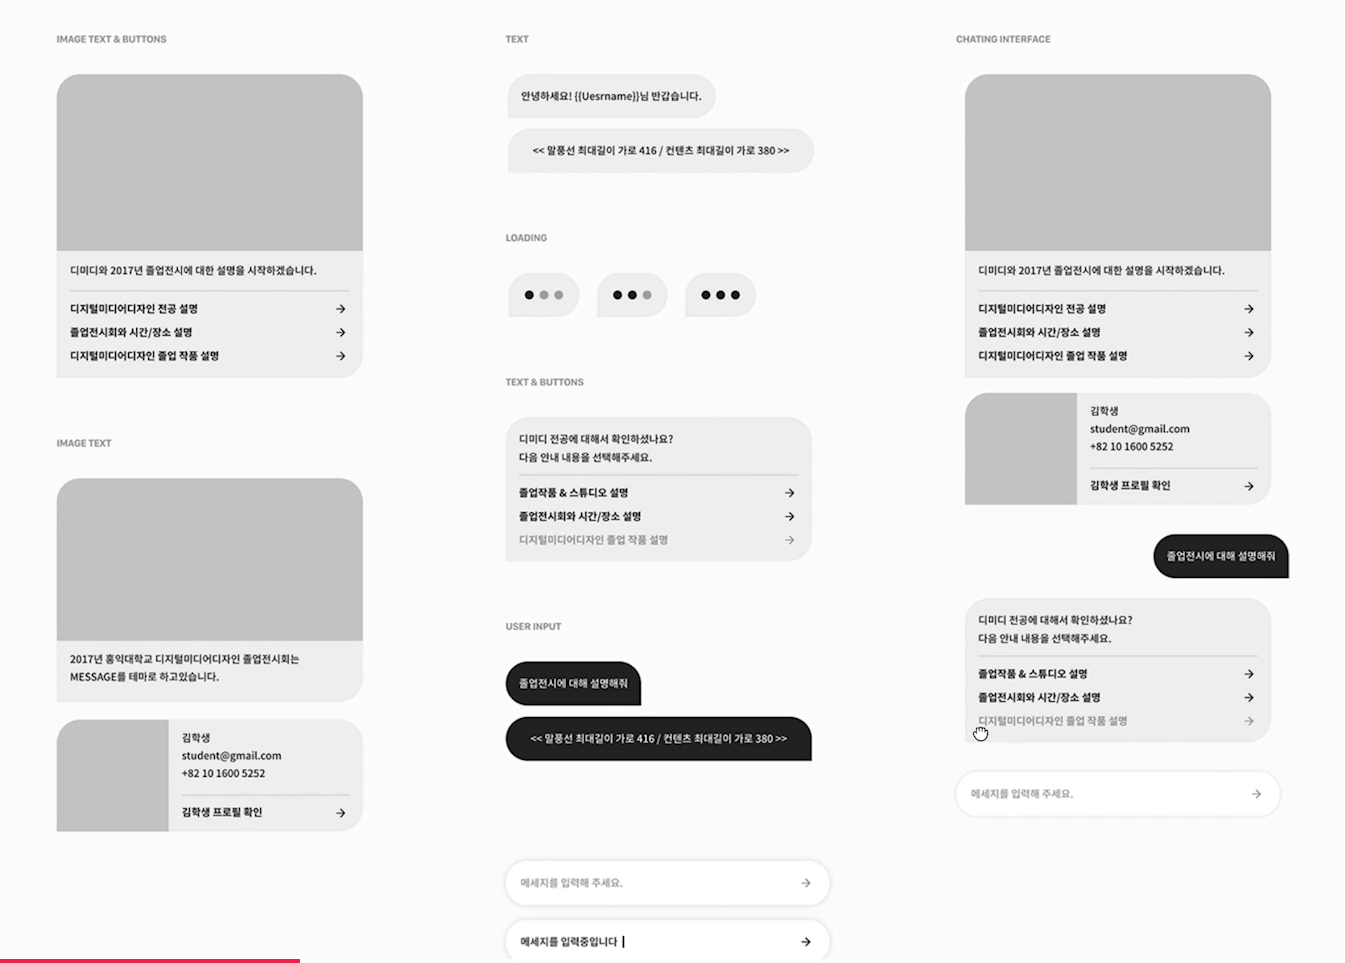 IMAGE TEXT & BUTTONS
디미디와 2017년 졸업전시에 대한 설명을 시작하겠습니다.
디지털미디어디자인 전공 설명
졸업전시회와 시간/장소 설명
디지털미디어디자인 졸업 작품 설명
IMAGE TEXT
2017년 홍익대학교 디지털미디어디자인 졸업전시회는
MESSAGE를 테마로 하고있습니다.
김학생
student@gmail.com
+82 10 1600 5252
김학생 프로필 확인
TEXT
안녕하세요! {{Uesrname}}님 반갑습니다.
<< 말풍선 최대길이 가로 416 / 컨텐츠 최대길이 가로 380 >>
LOADING
TEXT & BUTTONS
디미디 전공에 대해서 확인하셨나요?
다음 안내 내용을 선택해주세요.
졸업작품 & 스튜디오 설명
졸업전시회와 시간/장소 설명
디지털미디어디자인 졸업 작품 설명
USER INPUT
졸업전시에 대해 설명해줘
<< 말풍선 최대길이 가로 416 / 컨텐츠 최대길이 가로 380 >>
메세지를 입력해 주세요.
메세지를 입력중입니다
CHATING INTERFACE
디미디와 2017년 졸업전시에 대한 설명을 시작하겠습니다.
디지털미디어디자인 전공 설명
졸업전시회와 시간/장소 설명
디지털미디어디자인 졸업 작품 설명
김학생
student@gmail.com
+82 10 1600 5252
김학생 프로필 확인
졸업전시에 대해 설명해줘
디미디 전공에 대해서 확인하셨나요?
다음 안내 내용을 선택해주세요.
졸업작품 & 스튜디오 설명
졸업전시회와 시간/장소 설명
디지털미디어디자인 졸업 작품 설명
메세지를 입력해 주세요.